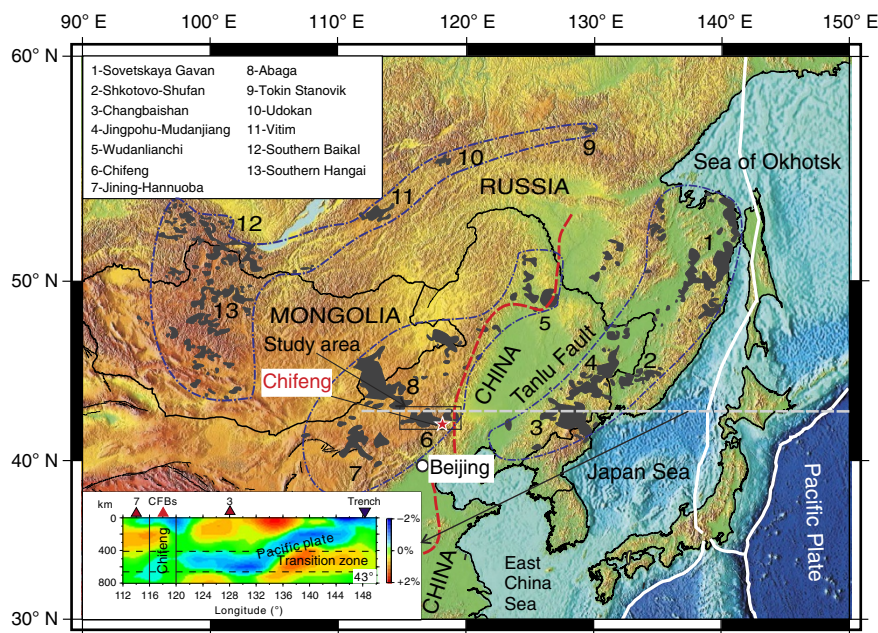 90° E 100° E 110° E 120° E 130° E 140° E 150° E
60° N
1-Sovetskaya Gavan 8-Abaga
2-Shkotovo-Shufan 9-Tokin Stanovik
3-Changbaishan 10-Udokan
4-Jingpohu-Mudanjiang 11-Vitim
5-Wudanlianchi 12-Southern Baikal
6-Chifeng 13-Southern Hangai
7-Jining-Hannuoba
9
10
Sea of Okhotsk
RUSSIA
11
12
1
50° N
13
MONGOLIA
5
Study area
CHINA
Tanlu Fault
4
2
Chifeng
8
3
6
7
40° N
Beijing
Japan Sea
Pacific Plate
km 7 CFBs 3 Trench
0 −2%
Chifeng
Pacific plate
400 0%
Transition zone
43°
800 +2%
112 116 120 124 128 132 136 140 144 148
Longitude (°)
CHINA
East
China
Sea
30° N